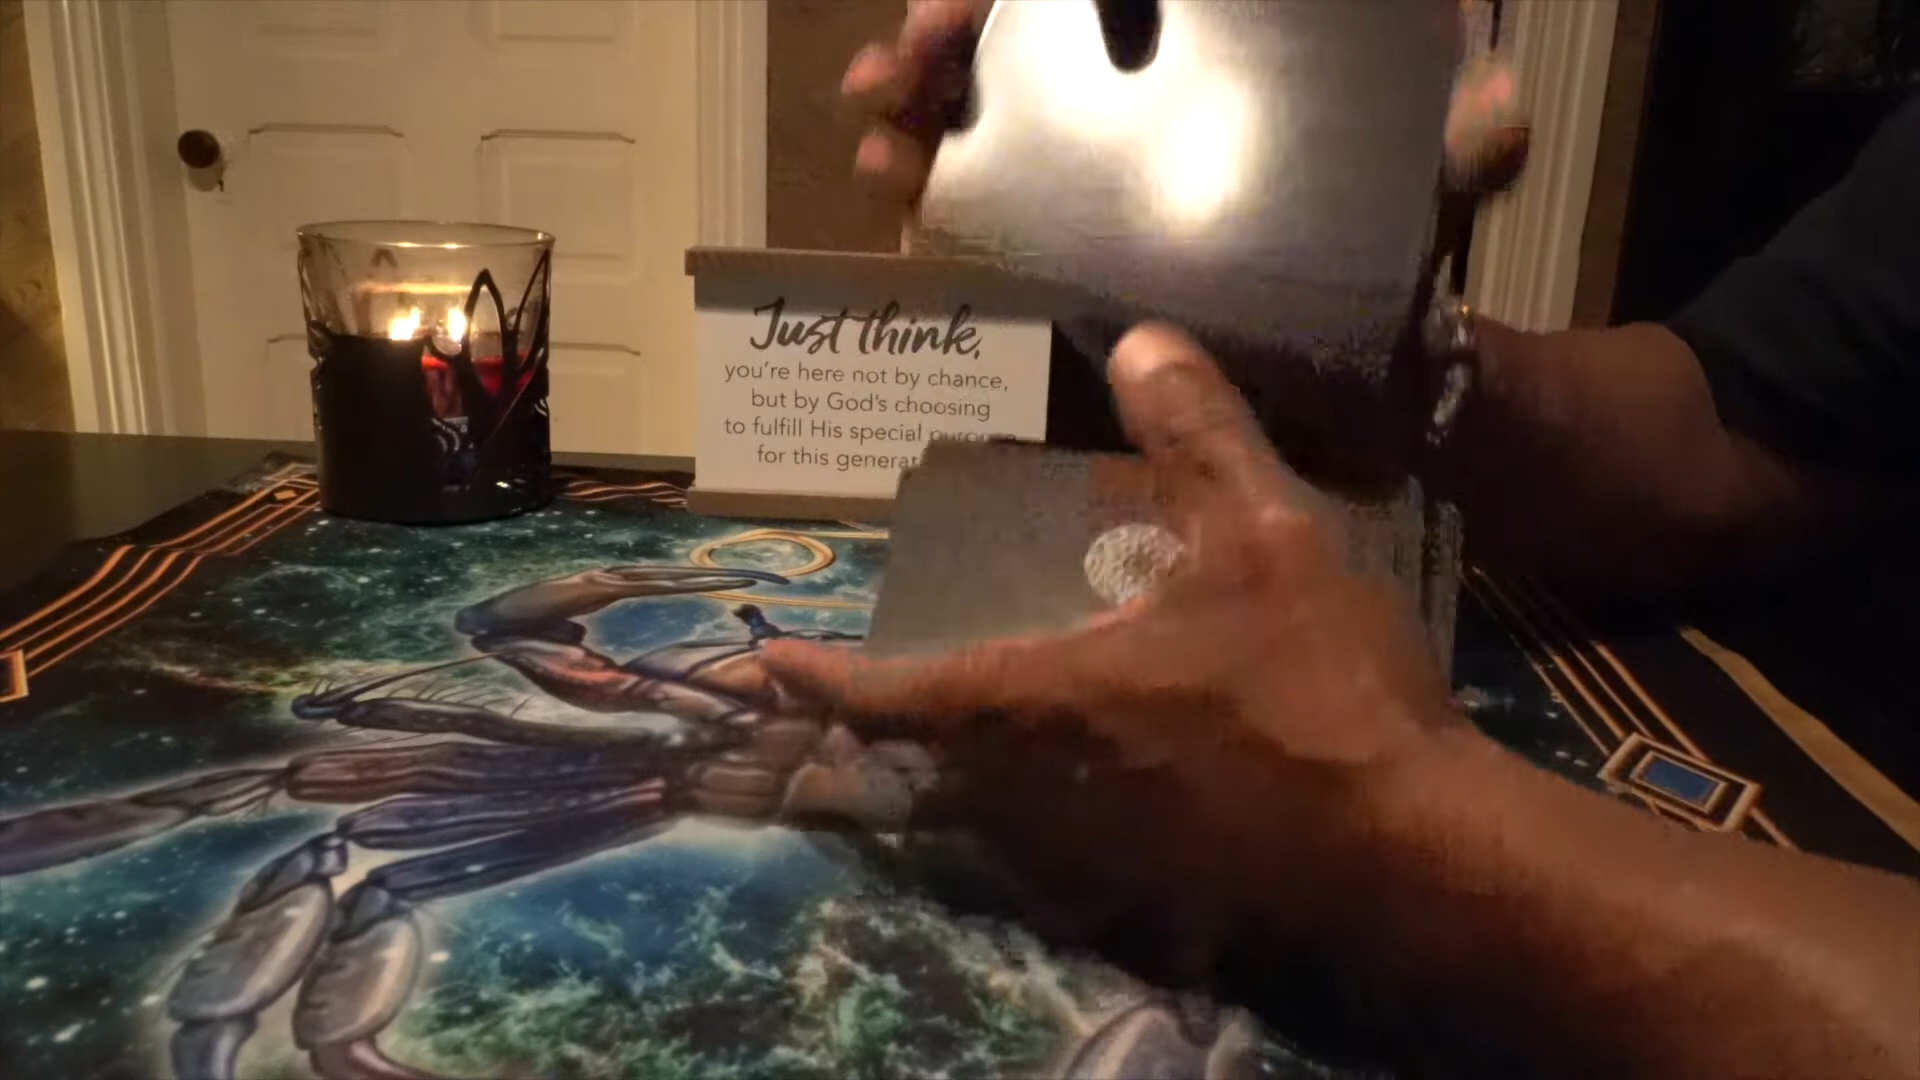 Just think,
you're here not by chance,
but by God's choosing
to fulfill His special
for this